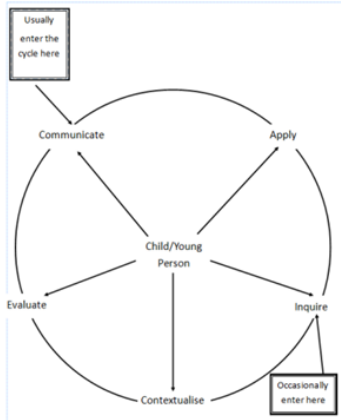 Usually
enter the
cycle here
Communicate
Apply
Child/Young
Person
Evaluate
Inquire
Contextualise
Occasionally
enter here